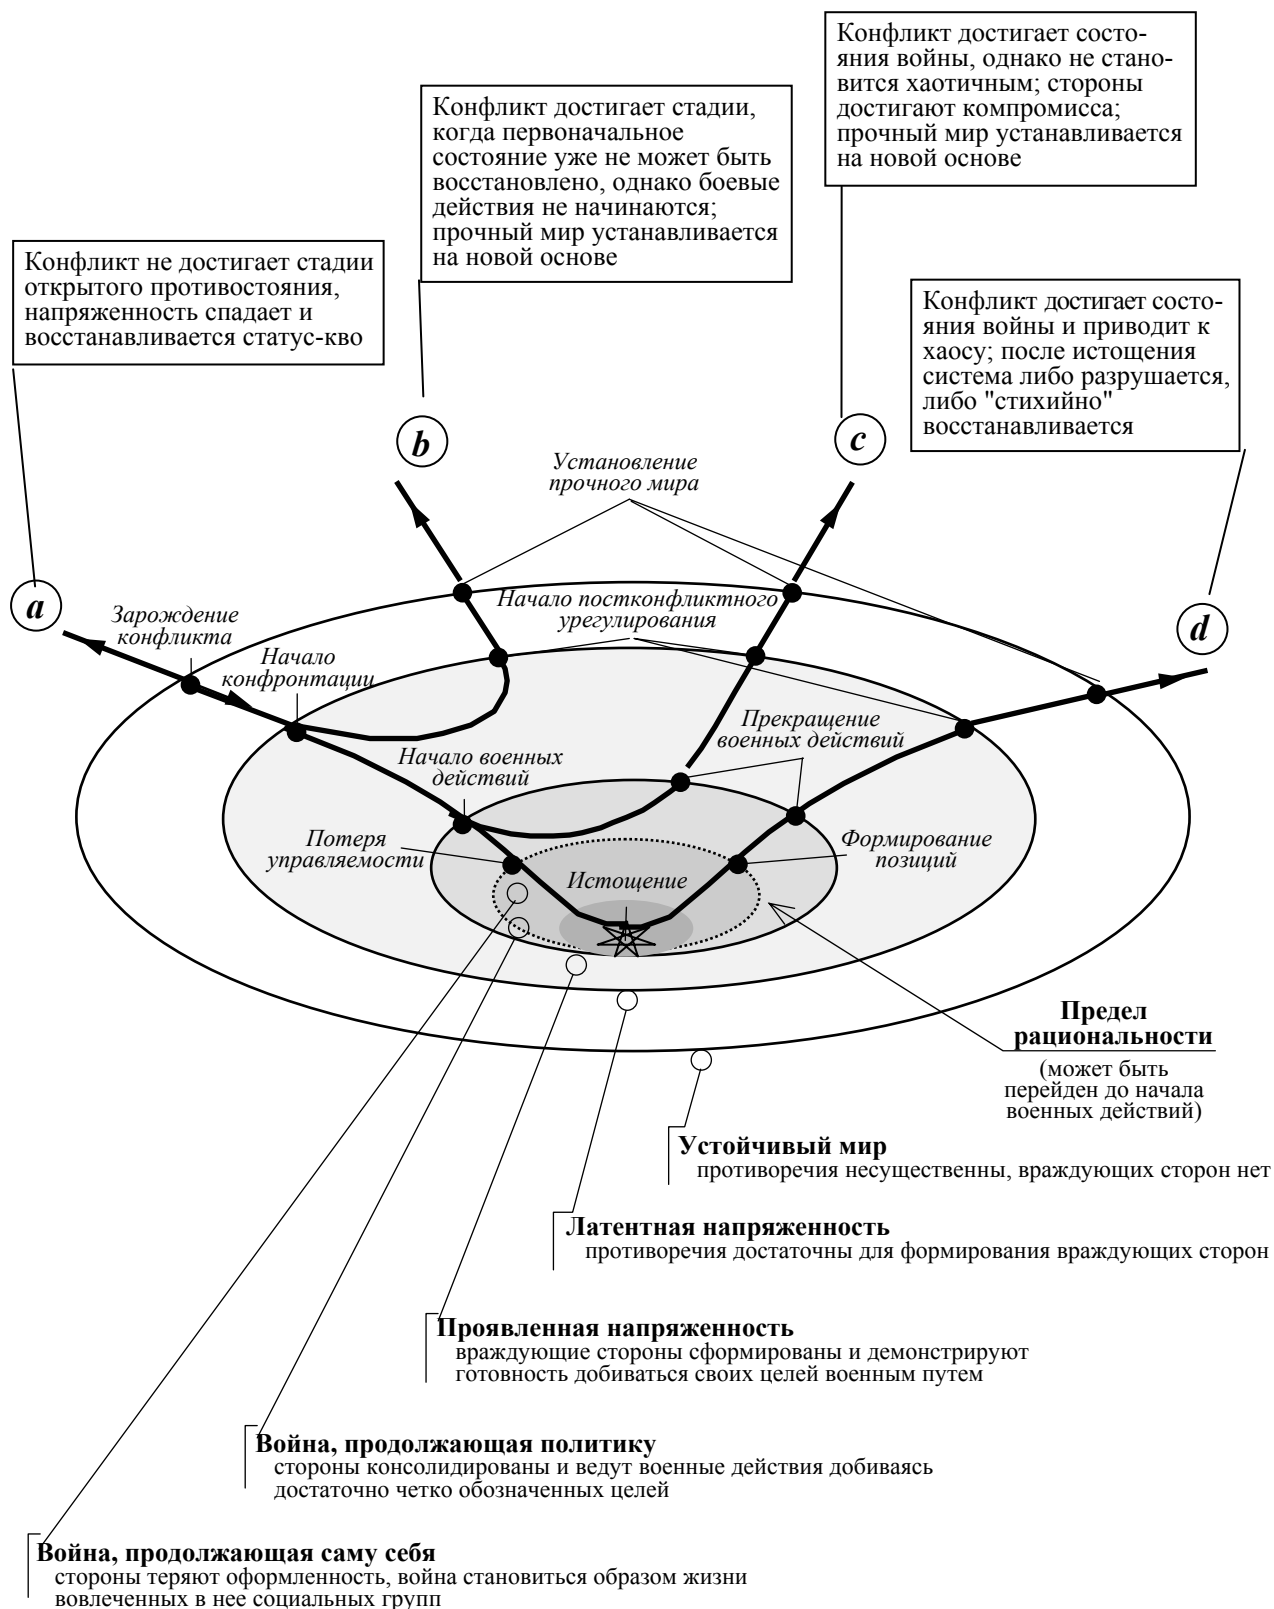 Конфликт достигает состо-
яния войны, однако не стано-
вится хаотичным; стороны
достигают компромисса;
прочный мир устанавливается
на новой основе
Конфликт достигает стадии,
когда первоначальное
состояние уже не может быть
восстановлено, однако боевые
действия не начинаются;
прочный мир устанавливается
на новой основе
Конфликт не достигает стадии
открытого противостояния,
напряженность спадает и
восстанавливается статус-кво
Конфликт достигает состо-
яния войны и приводит к
хаосу; после истощения
система либо разрушается,
либо "стихийно"
восстанавливается
b
c
Установление
прочного мира
a
d
Зарождение
конфликта
Начало постконфликтного
урегулирования
Начало
конфронтации
Прекращение
военных действий
Начало военных
действий
Потеря
управляемости
Формирование
позиций
Истощение
Предел
рациональности
(может быть
перейден до начала
военных действий)
Устойчивый мир
противоречия несущественны, враждующих сторон нет
Латентная напряженность
противоречия достаточны для формирования враждующих сторон
Проявленная напряженность
враждующие стороны сформированы и демонстрируют
готовность добиваться своих целей военным путем
Война, продолжающая политику
стороны консолидированы и ведут военные действия добиваясь
достаточно четко обозначенных целей
Война, продолжающая саму себя
стороны теряют оформленность, война становиться образом жизни
вовлеченных в нее социальных групп